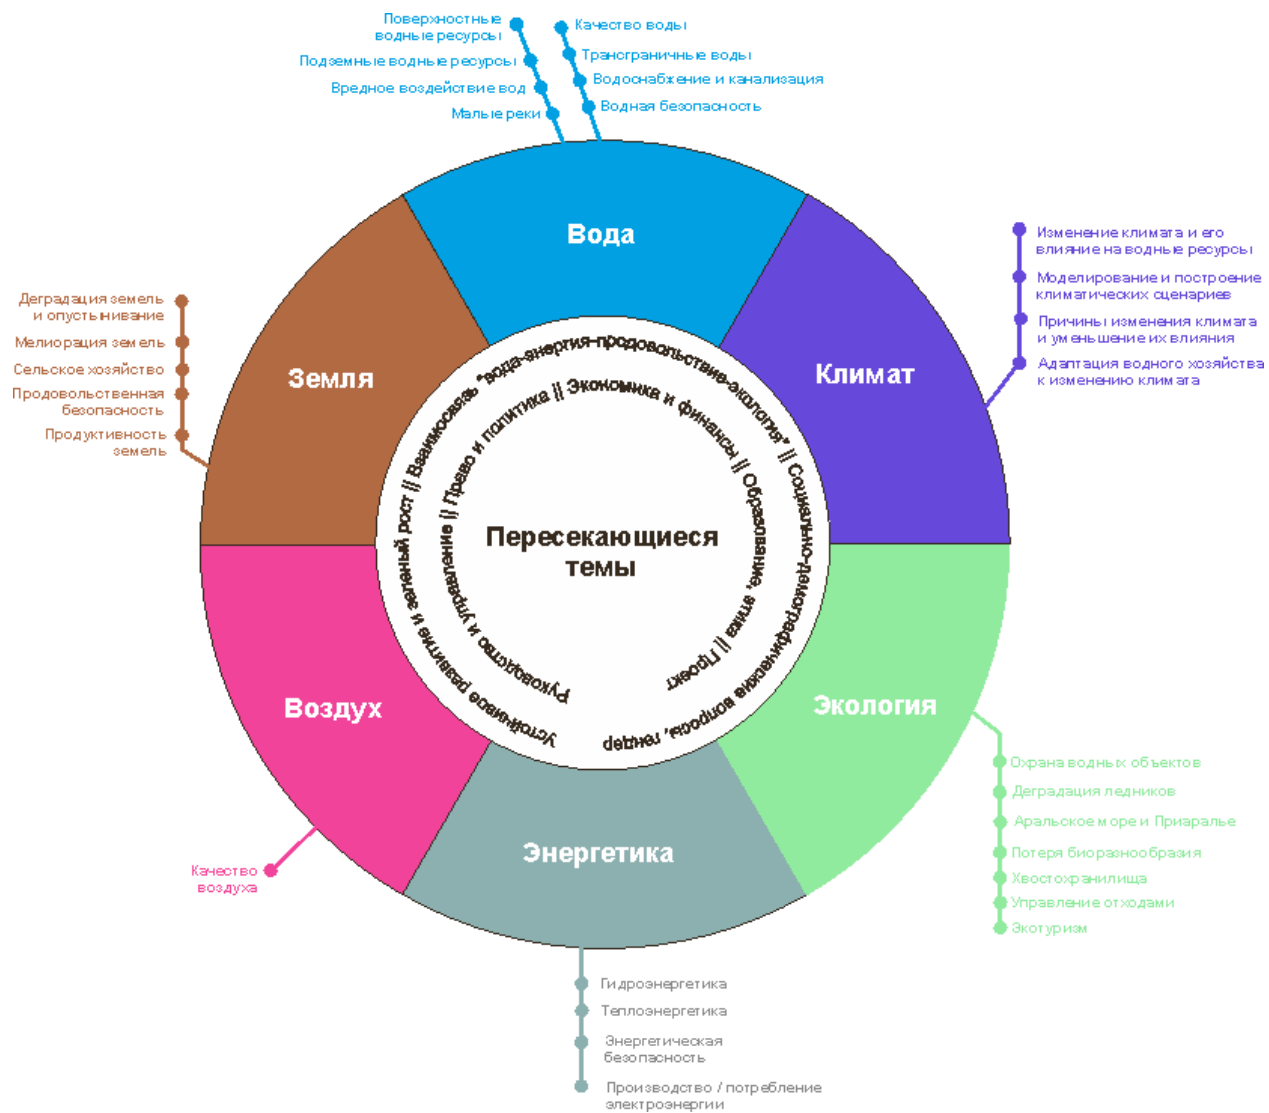 Поверхностные
водные ресурсы
Подземные водные ресурсы
Вредное воздействие вод
Малые реки
Качество воды
Трансграничные воды
Водоснабжение и канализация
Водная безопасность
Вода
Изменение климата и его
влияние на водные ресурсы
Моделирование и построение
климатических сценариев
Причины изменения климата
и уменьшение их влияния
Адаптация водного хозяйства
к изменению климата
Климат
Деградация земель
и опустынивание
Мелиорация земель
Сельское хозяйство
Продовольственная
безопасность
Продуктивность
земель
Земля
Устойчивое развитие и зеленый рост || Взаимосвязь "вода-энергия-продовольствие-экология" || Социально-демографические вопросы, гендер
Руководство и управление || Право и политика || Экономика и финансы || Образование, этика || Проект
Пересекающиеся
темы
Воздух
Качество
воздуха
Экология
Охрана водных объектов
Деградация ледников
Аральское море и Приаралье
Потеря биоразнообразия
Хвостохранилища
Управление отходами
Экотуризм
Энергетика
Гидроэнергетика
Теплоэнергетика
Энергетическая
безопасность
Производство / потребление
электроэнергии